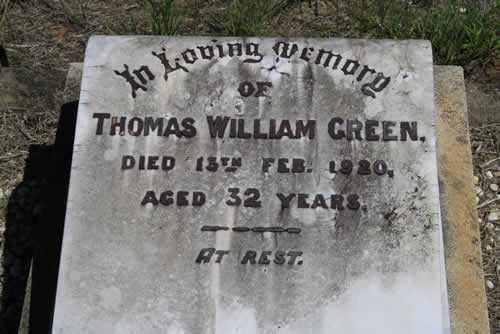 In Loving Memory
OF
THOMAS WILLIAM GREEN.
DIED 13TH FEB. 1920.
AGED 32 YEARS.
AT REST.